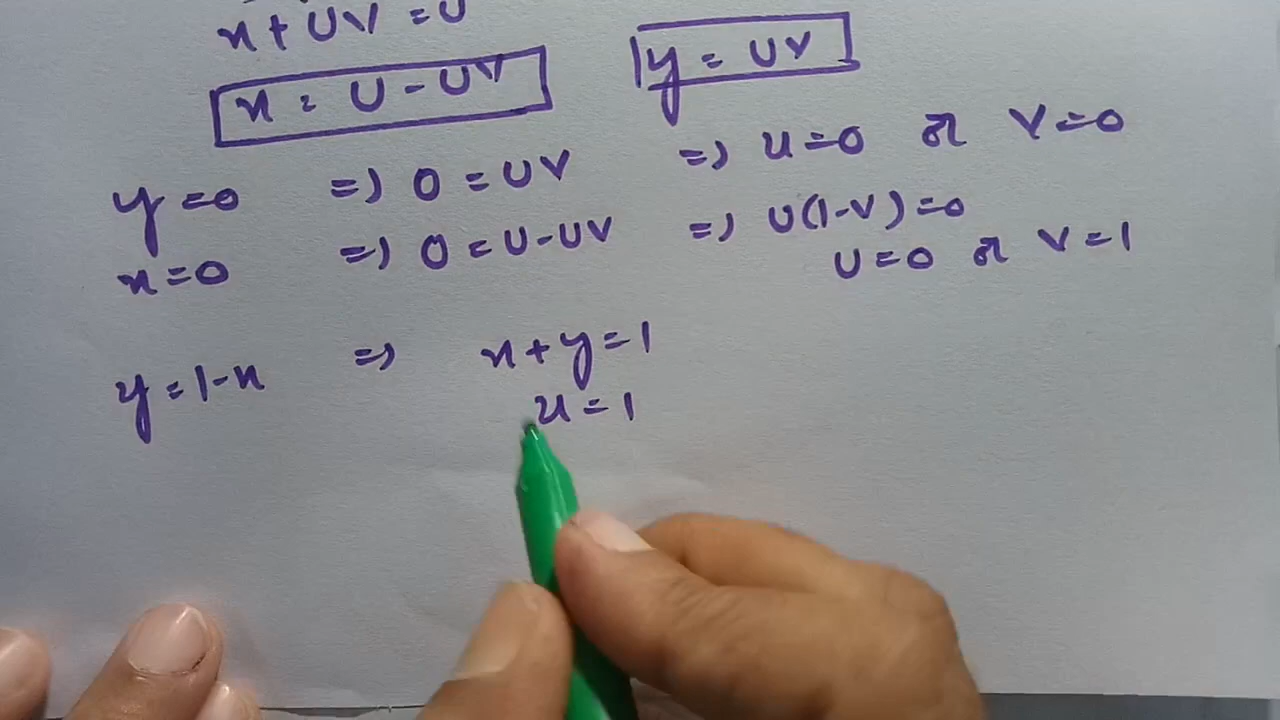 x + UV = U
x = U - UV
y = UV
y = 0 => 0 = UV => u = 0 or V = 0
x = 0 => 0 = U - UV => U(1-V) = 0
U = 0 or V = 1
y = 1 - x => x + y = 1
u = 1